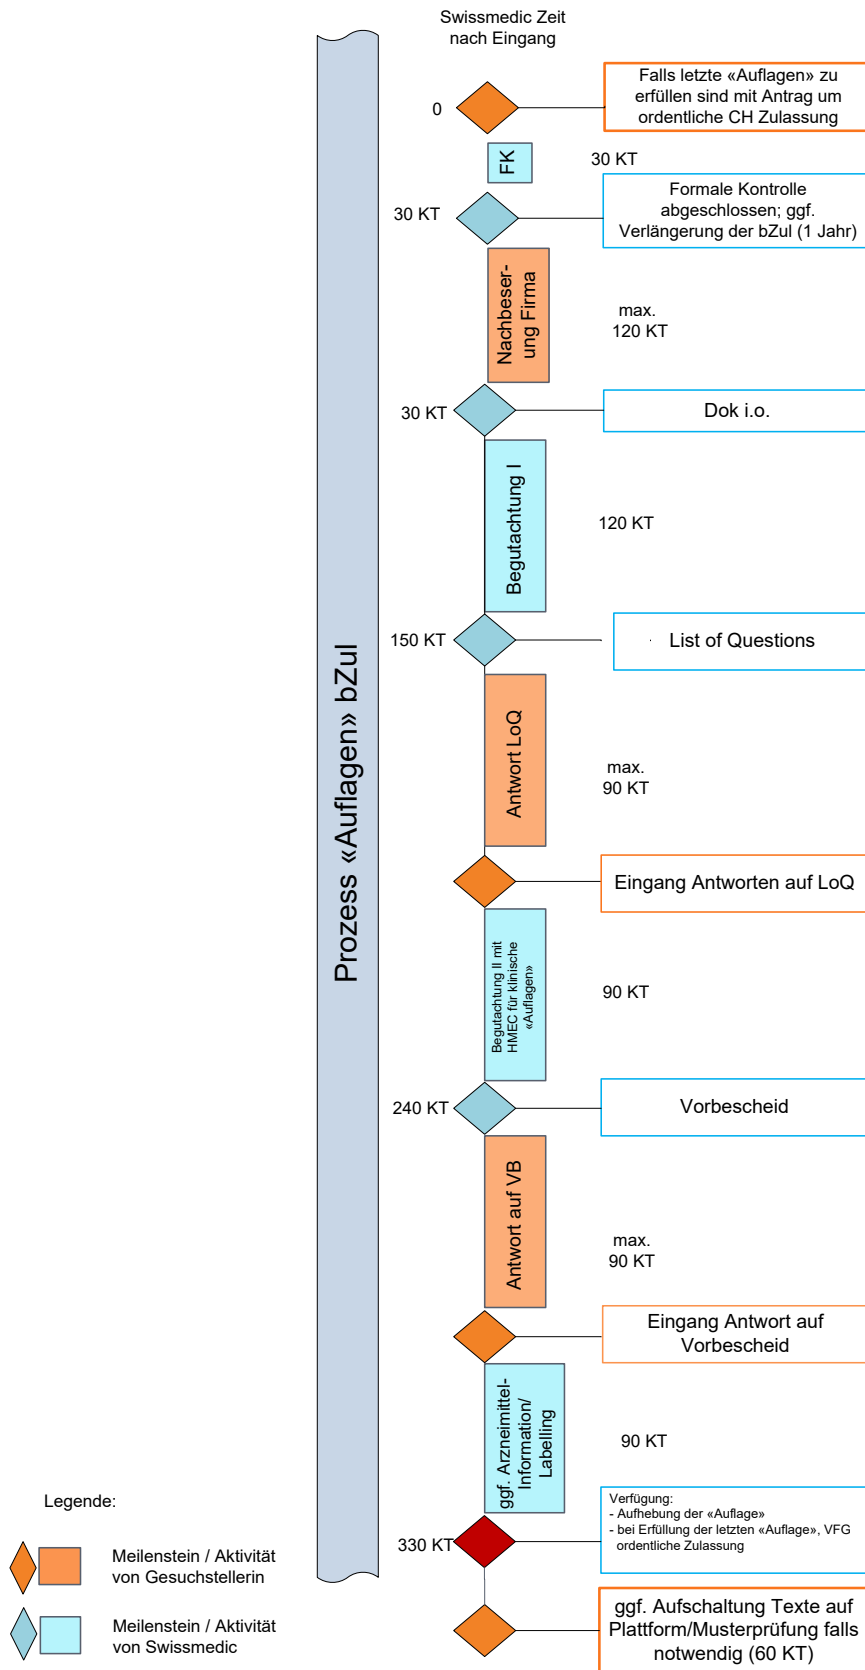 Swissmedic Zeit
nach Eingang
0
Falls letzte «Auflagen» zu
erfüllen sind mit Antrag um
ordentliche CH Zulassung
FK
30 KT
30 KT
Formale Kontrolle
abgeschlossen; ggf.
Verlängerung der bZul (1 Jahr)
Nachbeser-
ung Firma
max.
120 KT
30 KT
Dok i.o.
Begutachtung I
120 KT
150 KT
List of Questions
Prozess «Auflagen» bZul
Antwort LoQ
max.
90 KT
Eingang Antworten auf LoQ
Begutachtung II mit
HMEC für klinische
«Auflagen»
90 KT
240 KT
Vorbescheid
Antwort auf VB
max.
90 KT
Eingang Antwort auf
Vorbescheid
ggf. Arzneimittel-
Information/
Labelling
90 KT
330 KT
Verfügung:
- Aufhebung der «Auflage»
- bei Erfüllung der letzten «Auflage», VFG
ordentliche Zulassung
ggf. Aufschaltung Texte auf
Plattform/Musterprüfung falls
notwendig (60 KT)
Legende:
Meilenstein / Aktivität
von Gesuchstellerin
Meilenstein / Aktivität
von Swissmedic